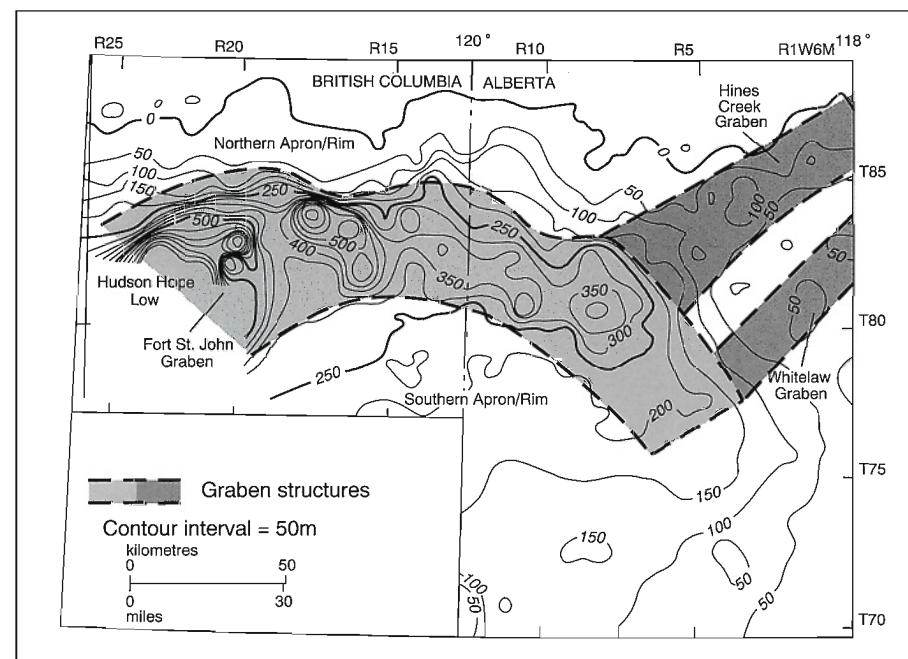 R25
R20
R15
120°
R10
R5
R1W6M
118°
BRITISH COLUMBIA
ALBERTA
Hines
Creek
Graben
0
0
0
0
Northern Apron/Rim
50
100
150
50
100
T85
250
500
400
500
250
100
50
350
350
300
50
50
Hudson Hope
Low
Fort St. John
Graben
T80
250
Southern Apron/Rim
200
Whitelaw
Graben
150
T75
100
150
50
100
50
50
T70
Graben structures
Contour interval = 50m
kilometres
0
50
0
30
miles